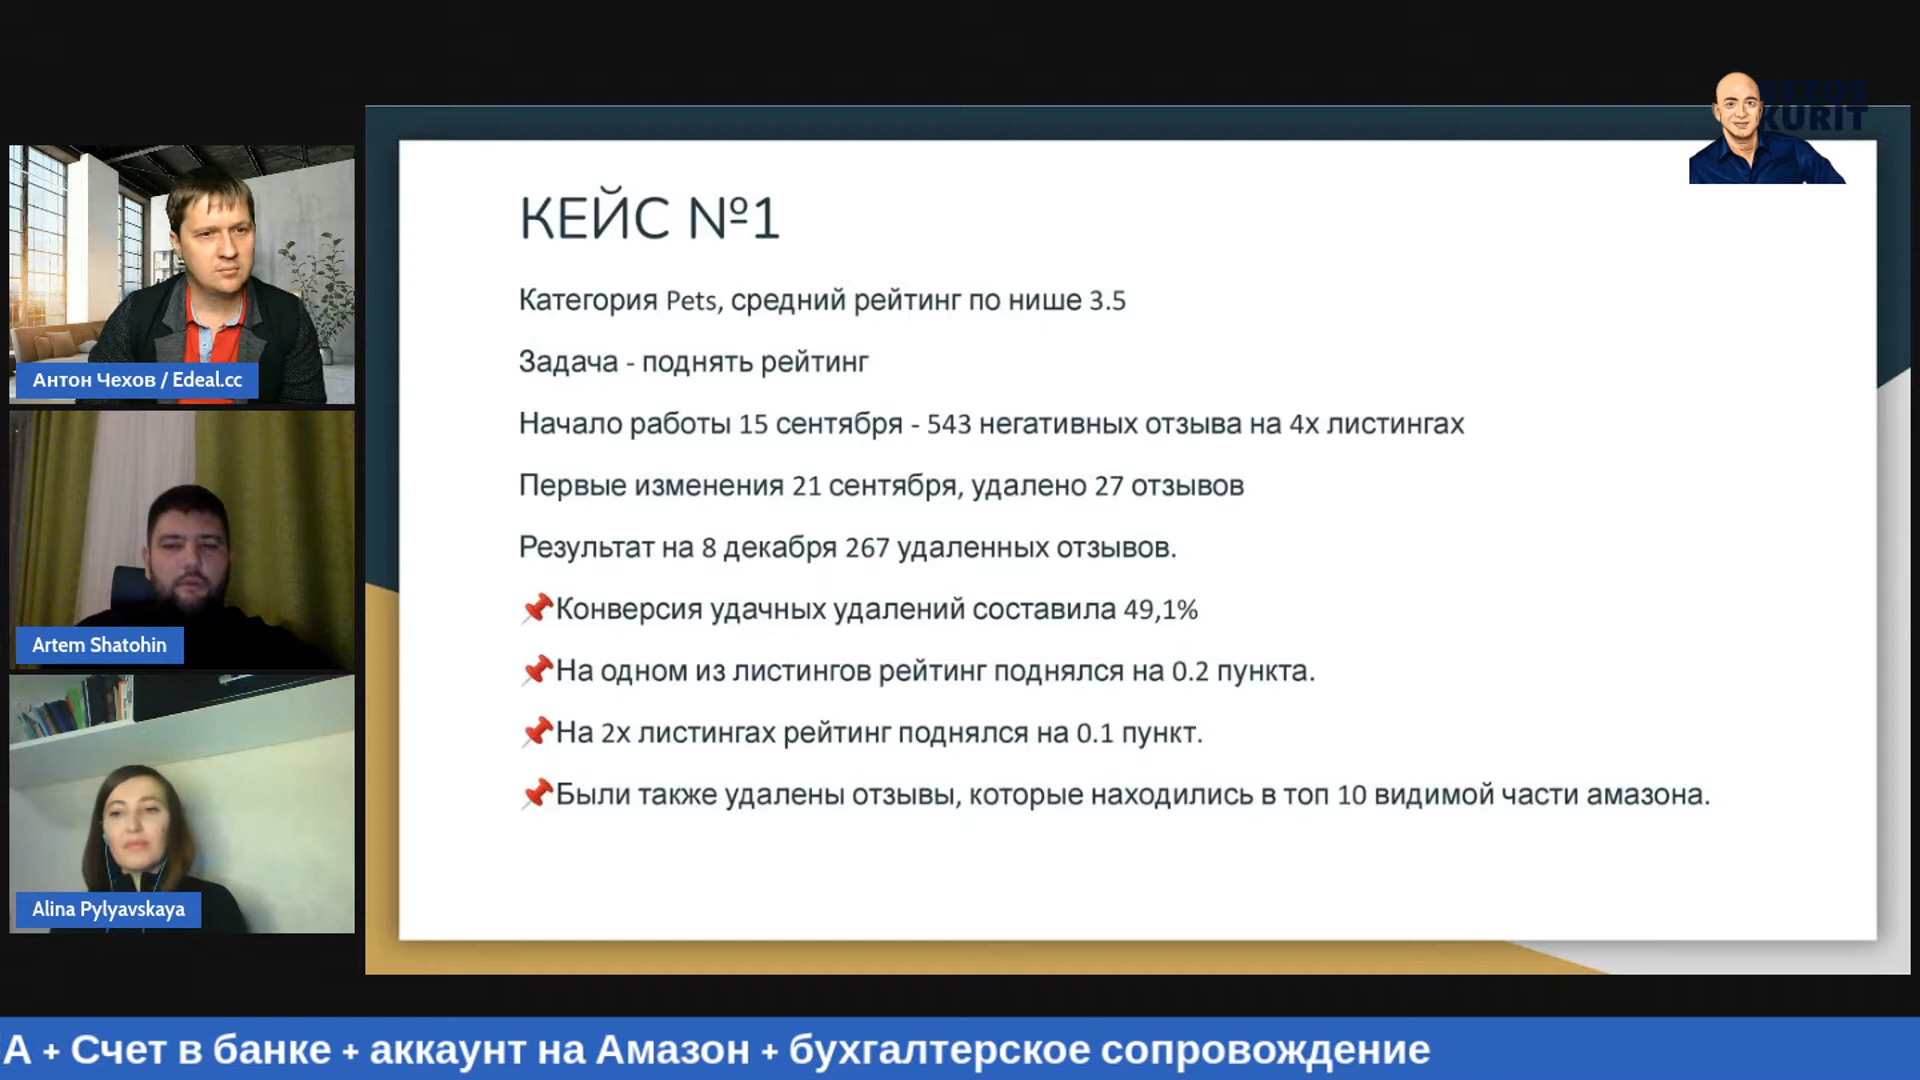 BEZOS
KURIT
КЕЙС №1
Категория Pets, средний рейтинг по нише 3.5
Задача - поднять рейтинг
Начало работы 15 сентября - 543 негативных отзыва на 4х листингах
Первые изменения 21 сентября, удалено 27 отзывов
Результат на 8 декабря 267 удаленных отзывов.
📌Конверсия удачных удалений составила 49,1%
📌На одном из листингов рейтинг поднялся на 0.2 пункта.
📌На 2х листингах рейтинг поднялся на 0.1 пункт.
📌Были также удалены отзывы, которые находились в топ 10 видимой части амазона.
Антон Чехов / Edeal.cc
Artem Shatohin
Alina Pylyavskaya
А + Счет в банке + аккаунт на Амазон + бухгалтерское сопровождение